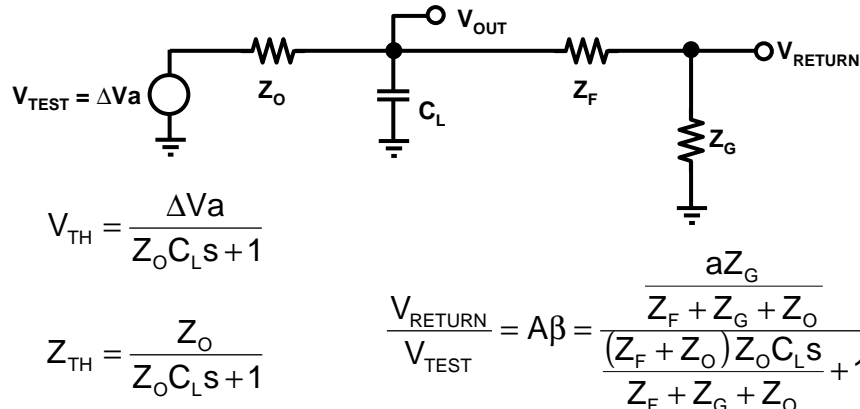 V_OUT
V_RETURN
V_TEST = ΔVa
Z_O
C_L
Z_F
Z_G
V_TH = ΔVa / (Z_O C_L s + 1)
Z_TH = Z_O / (Z_O C_L s + 1)
V_RETURN / V_TEST = Aβ = (aZ_G / (Z_F + Z_G + Z_O)) / ((Z_F + Z_O) Z_O C_L s / (Z_F + Z_G + Z_O) + 1